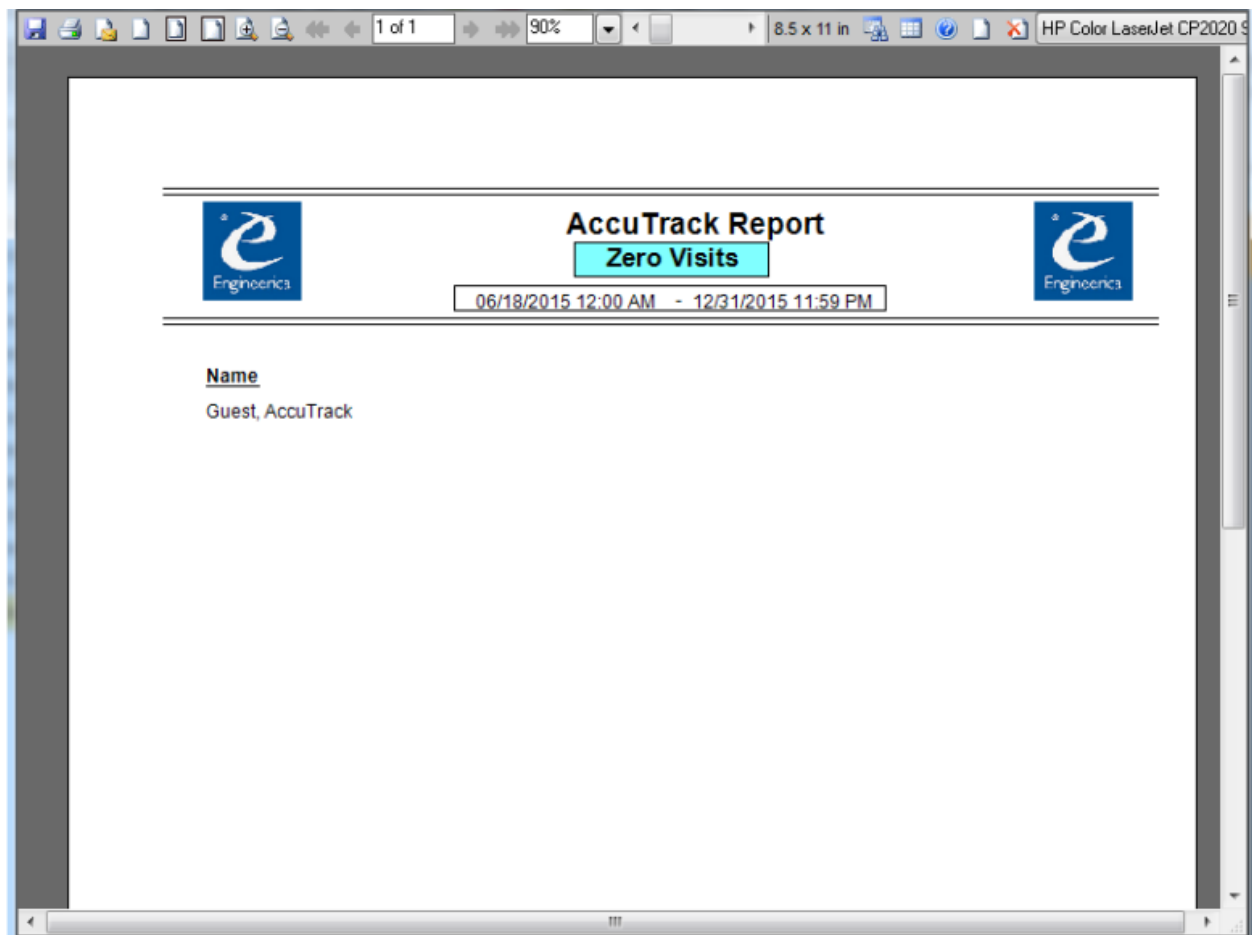 1 of 1 90% 8.5 x 11 in HP Color LaserJet CP2020 S
AccuTrack Report
Zero Visits
Engineerica Engineerica
06/18/2015 12:00 AM - 12/31/2015 11:59 PM
Name
Guest, AccuTrack